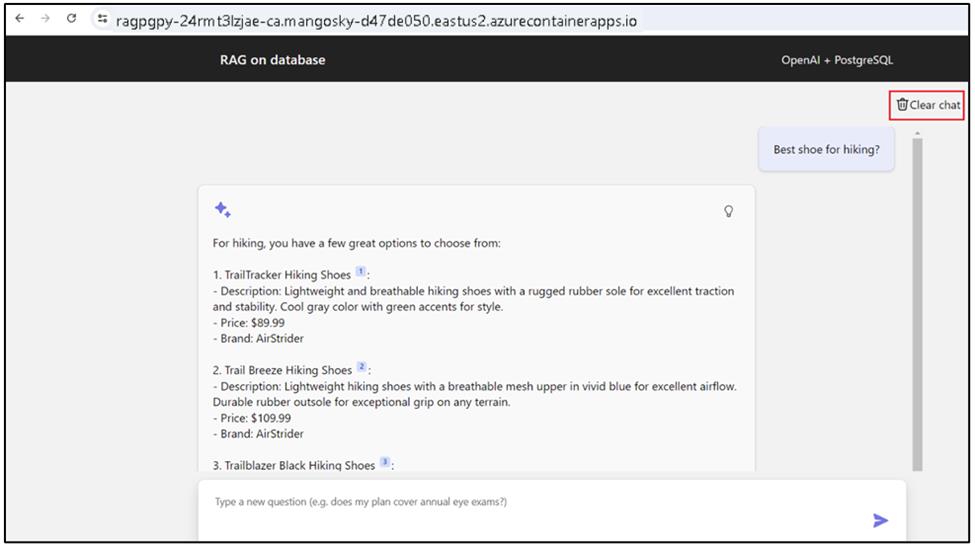 ragpgpy-24rmt3lzjae-ca.mangosky-d47de050.eastus2.azurecontainerapps.io
RAG on database
OpenAI + PostgreSQL
Clear chat
Best shoe for hiking?
For hiking, you have a few great options to choose from:
1. TrailTracker Hiking Shoes 1 :
- Description: Lightweight and breathable hiking shoes with a rugged rubber sole for excellent traction
and stability. Cool gray color with green accents for style.
- Price: $89.99
- Brand: AirStrider
2. Trail Breeze Hiking Shoes 2 :
- Description: Lightweight hiking shoes with a breathable mesh upper in vivid blue for excellent airflow.
Durable rubber outsole for exceptional grip on any terrain.
- Price: $109.99
- Brand: AirStrider
3. Trailblazer Black Hiking Shoes 3 :
Type a new question (e.g. does my plan cover annual eye exams?)